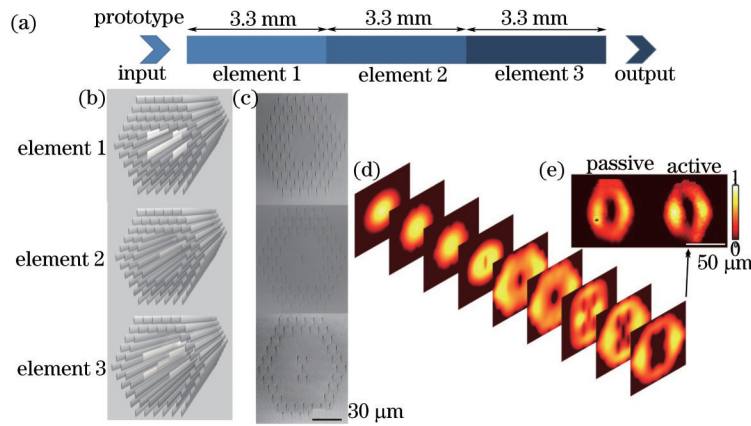 (a)
prototype
3.3 mm 3.3 mm 3.3 mm
input element 1 element 2 element 3 output
(b) (c)
element 1
element 2
element 3
30 μm
(d)
(e)
passive active
1
0
50 μm